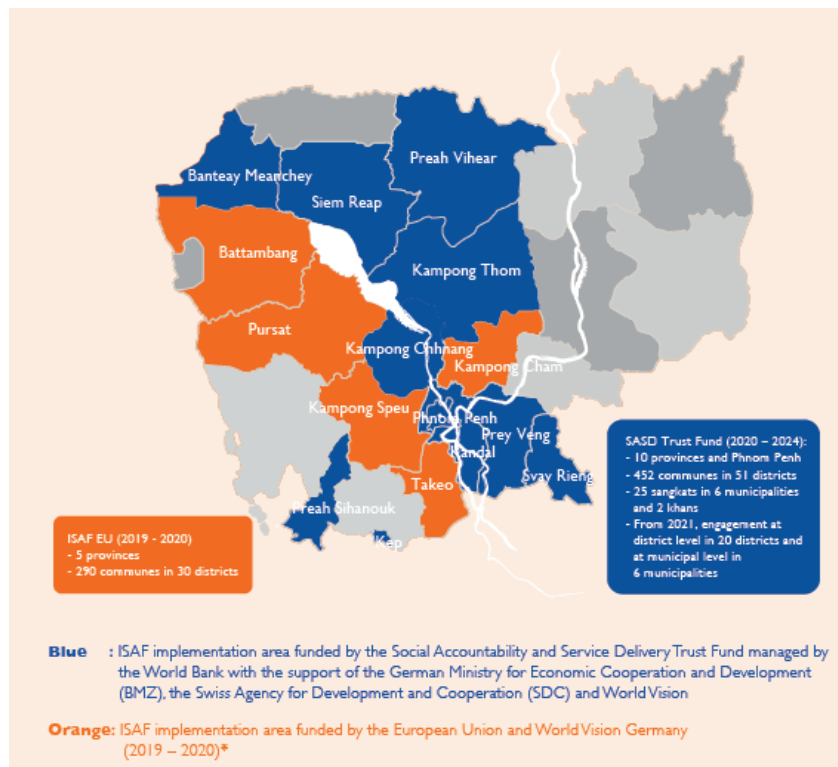 Preah Vihear
Banteay Meanchey
Siem Reap
Battambang
Kampong Thom
Pursat
Kampong Chhnang
Kampong Cham
Kampong Speu
Phnom Penh
Prey Veng
Kandal
Svay Rieng
Takeo
Preah Sihanouk
Kep
SASD Trust Fund (2020 – 2024):
- 10 provinces and Phnom Penh
- 452 communes in 51 districts
- 25 sangkats in 6 municipalities
and 2 khans
- From 2021, engagement at
district level in 20 districts and
at municipal level in
6 municipalities
ISAF EU (2019 - 2020)
- 5 provinces
- 290 communes in 30 districts
Blue : ISAF implementation area funded by the Social Accountability and Service Delivery Trust Fund managed by
the World Bank with the support of the German Ministry for Economic Cooperation and Development
(BMZ), the Swiss Agency for Development and Cooperation (SDC) and World Vision
Orange: ISAF implementation area funded by the European Union and World Vision Germany
(2019 – 2020)*